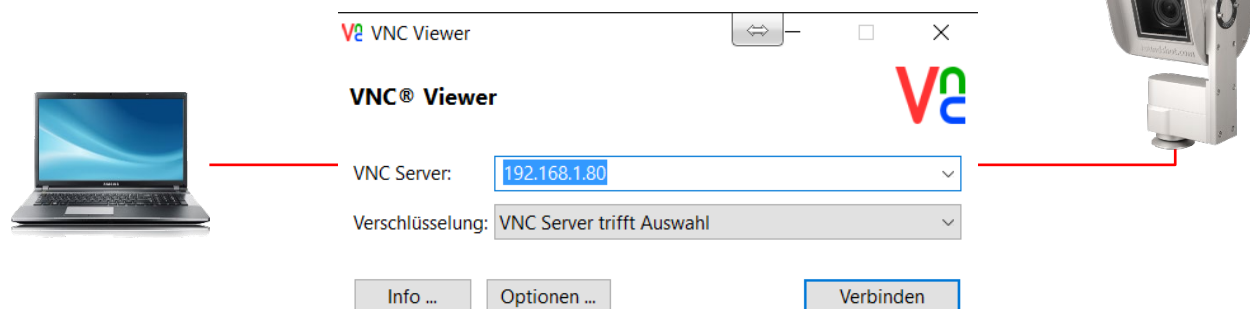 VNC Viewer
VNC® Viewer
VNC Server: 192.168.1.80
Verschlüsselung: VNC Server trifft Auswahl
Info ... Optionen ... Verbinden